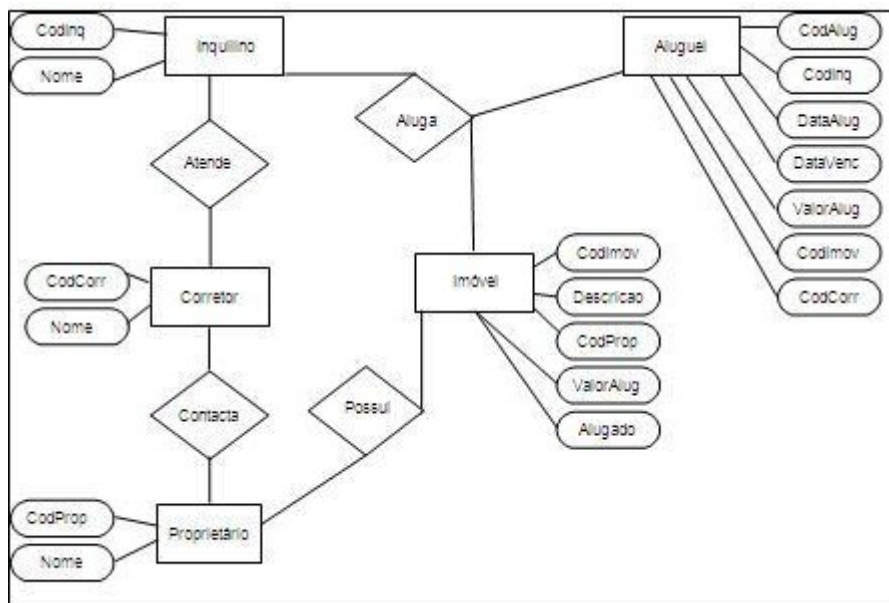 CodInq
Nome
Inquilino
Aluguel
CodAlug
CodInq
DataAlug
DataVenc
ValorAlug
CodImov
CodCorr
Aluga
Atende
CodCorr
Nome
Corretor
Imóvel
CodImov
Descricao
CodProp
ValorAlug
Alugado
Contacta
Possui
CodProp
Nome
Proprietário